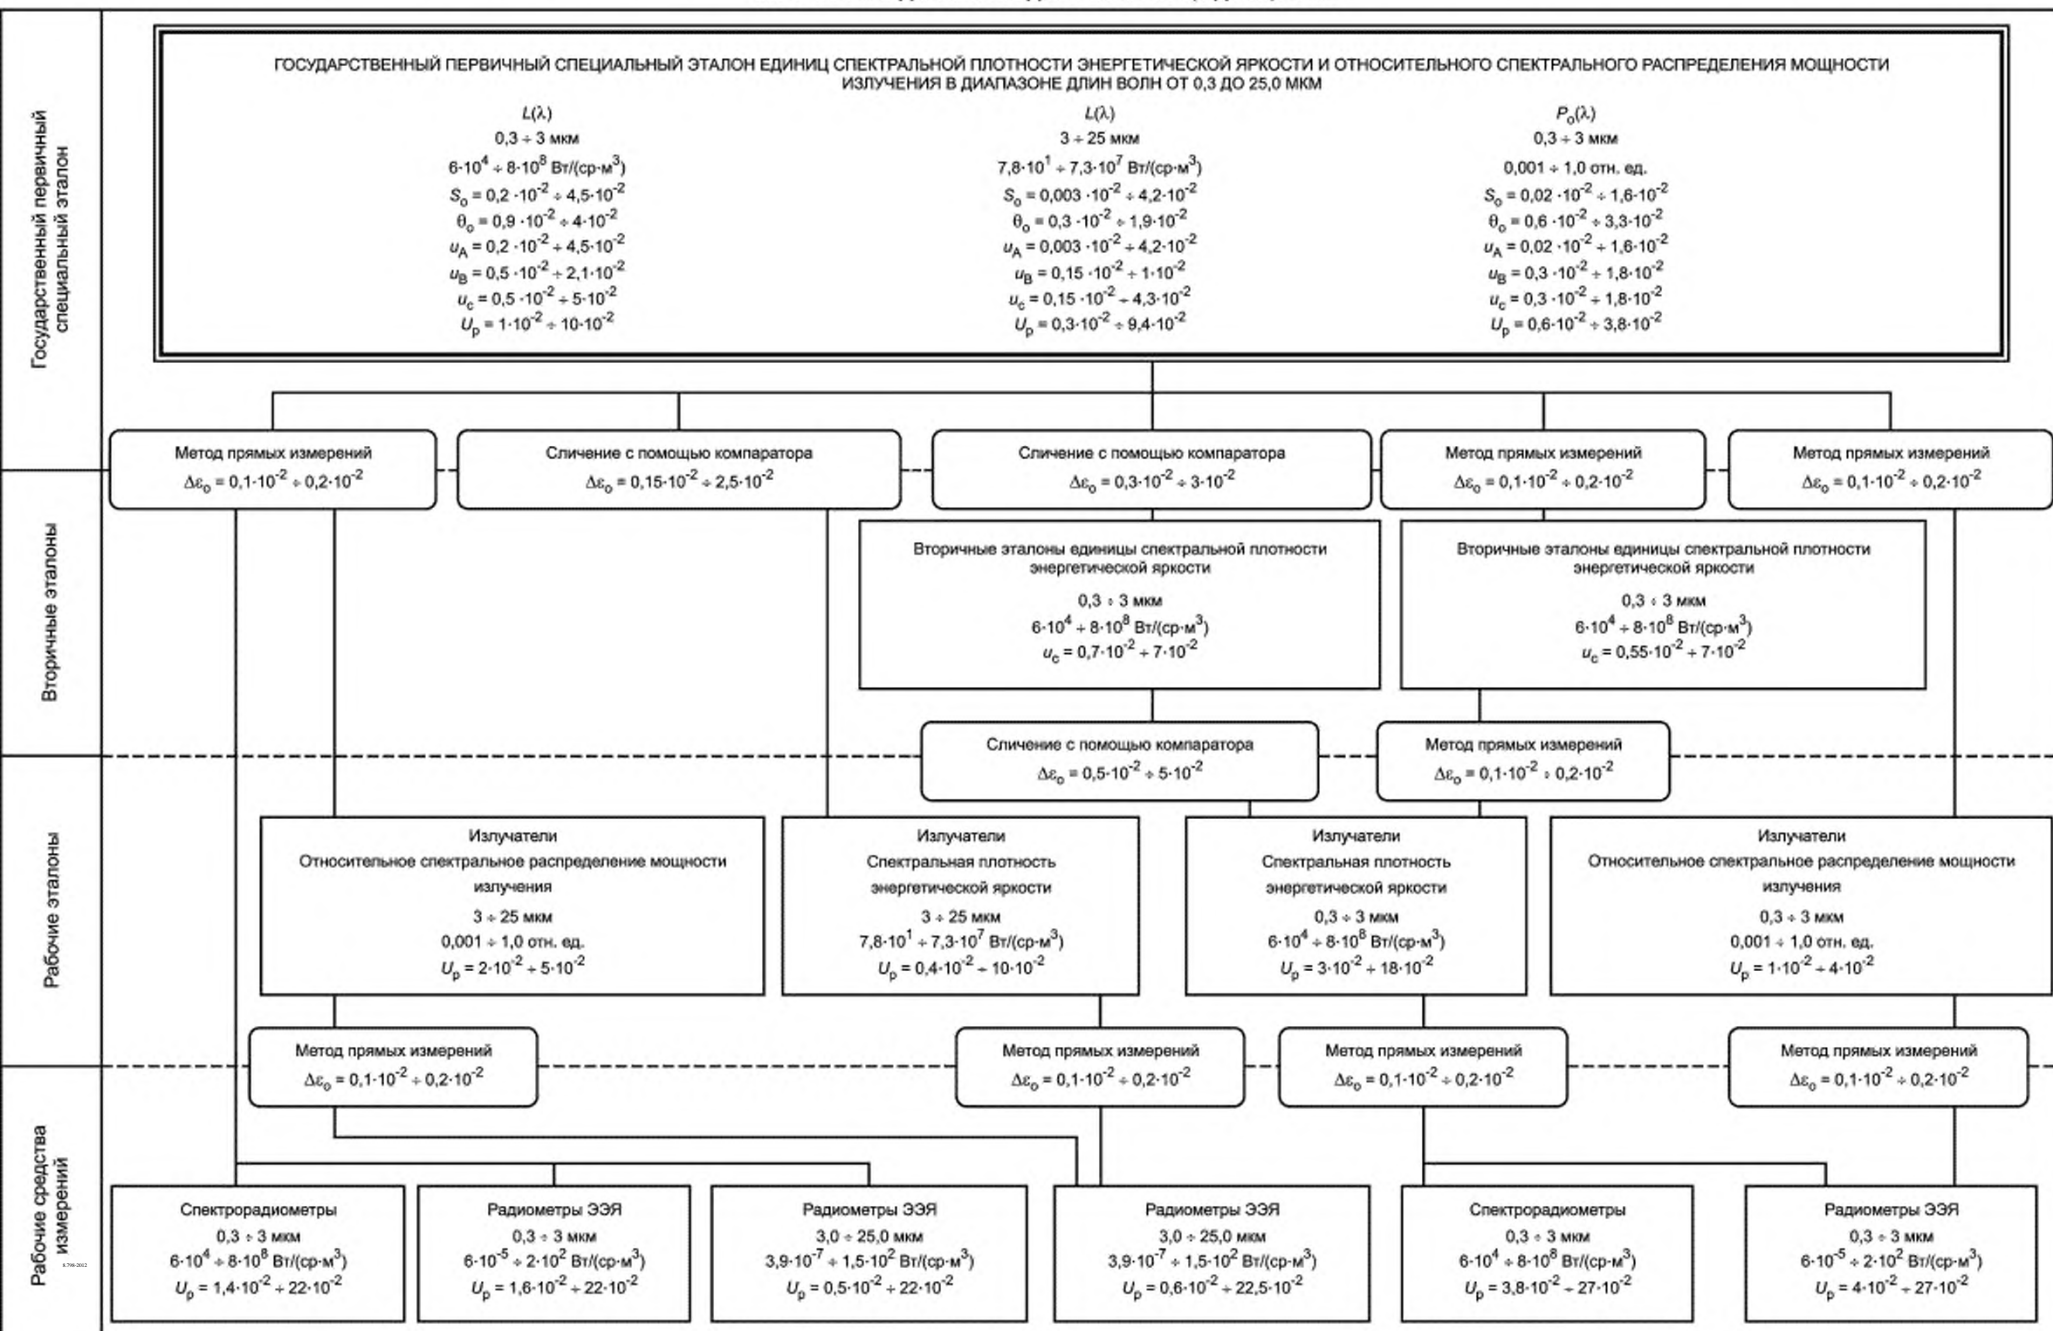 ГОСУДАРСТВЕННЫЙ ПЕРВИЧНЫЙ СПЕЦИАЛЬНЫЙ ЭТАЛОН ЕДИНИЦ СПЕКТРАЛЬНОЙ ПЛОТНОСТИ ЭНЕРГЕТИЧЕСКОЙ ЯРКОСТИ И ОТНОСИТЕЛЬНОГО СПЕКТРАЛЬНОГО РАСПРЕДЕЛЕНИЯ МОЩНОСТИ
ИЗЛУЧЕНИЯ В ДИАПАЗОНЕ ДЛИН ВОЛН ОТ 0,3 ДО 25,0 МКМ
Государственный первичный
специальный эталон
L(λ)
0,3 ÷ 3 мкм
6·10⁴ ÷ 8·10⁸ Вт/(ср·м³)
Sₒ = 0,2 ·10⁻² ÷ 4,5·10⁻²
θₒ = 0,9 ·10⁻² ÷ 4·10⁻²
u_A = 0,2 ·10⁻² ÷ 4,5·10⁻²
u_B = 0,5 ·10⁻² ÷ 2,1·10⁻²
u_c = 0,5 ·10⁻² ÷ 5·10⁻²
U_p = 1·10⁻² ÷ 10·10⁻²
L(λ)
3 ÷ 25 мкм
7,8·10¹ ÷ 7,3·10⁷ Вт/(ср·м³)
Sₒ = 0,003 ·10⁻² ÷ 4,2·10⁻²
θₒ = 0,3 ·10⁻² ÷ 1,9·10⁻²
u_A = 0,003 ·10⁻² ÷ 4,2·10⁻²
u_B = 0,15 ·10⁻² ÷ 1·10⁻²
u_c = 0,15 ·10⁻² ÷ 4,3·10⁻²
U_p = 0,3·10⁻² ÷ 9,4·10⁻²
Pₒ(λ)
0,3 ÷ 3 мкм
0,001 ÷ 1,0 отн. ед.
Sₒ = 0,02 ·10⁻² ÷ 1,6·10⁻²
θₒ = 0,6 ·10⁻² ÷ 3,3·10⁻²
u_A = 0,02 ·10⁻² ÷ 1,6·10⁻²
u_B = 0,3 ·10⁻² ÷ 1,8·10⁻²
u_c = 0,3 ·10⁻² ÷ 1,8·10⁻²
U_p = 0,6·10⁻² ÷ 3,8·10⁻²
Метод прямых измерений
Δεₒ = 0,1·10⁻² ÷ 0,2·10⁻²
Сличение с помощью компаратора
Δεₒ = 0,15·10⁻² ÷ 2,5·10⁻²
Сличение с помощью компаратора
Δεₒ = 0,3·10⁻² ÷ 3·10⁻²
Метод прямых измерений
Δεₒ = 0,1·10⁻² ÷ 0,2·10⁻²
Метод прямых измерений
Δεₒ = 0,1·10⁻² ÷ 0,2·10⁻²
Вторичные эталоны
Вторичные эталоны единицы спектральной плотности
энергетической яркости
0,3 ÷ 3 мкм
6·10⁴ ÷ 8·10⁸ Вт/(ср·м³)
u_c = 0,7·10⁻² ÷ 7·10⁻²
Вторичные эталоны единицы спектральной плотности
энергетической яркости
0,3 ÷ 3 мкм
6·10⁴ ÷ 8·10⁸ Вт/(ср·м³)
u_c = 0,55·10⁻² ÷ 7·10⁻²
Сличение с помощью компаратора
Δεₒ = 0,5·10⁻² ÷ 5·10⁻²
Метод прямых измерений
Δεₒ = 0,1·10⁻² ÷ 0,2·10⁻²
Рабочие эталоны
Излучатели
Относительное спектральное распределение мощности
излучения
3 ÷ 25 мкм
0,001 ÷ 1,0 отн. ед.
U_p = 2·10⁻² ÷ 5·10⁻²
Излучатели
Спектральная плотность
энергетической яркости
3 ÷ 25 мкм
7,8·10¹ ÷ 7,3·10⁷ Вт/(ср·м³)
U_p = 0,4·10⁻² ÷ 10·10⁻²
Излучатели
Спектральная плотность
энергетической яркости
0,3 ÷ 3 мкм
6·10⁴ ÷ 8·10⁸ Вт/(ср·м³)
U_p = 3·10⁻² ÷ 18·10⁻²
Излучатели
Относительное спектральное распределение мощности
излучения
0,3 ÷ 3 мкм
0,001 ÷ 1,0 отн. ед.
U_p = 1·10⁻² ÷ 4·10⁻²
Метод прямых измерений
Δεₒ = 0,1·10⁻² ÷ 0,2·10⁻²
Метод прямых измерений
Δεₒ = 0,1·10⁻² ÷ 0,2·10⁻²
Метод прямых измерений
Δεₒ = 0,1·10⁻² ÷ 0,2·10⁻²
Метод прямых измерений
Δεₒ = 0,1·10⁻² ÷ 0,2·10⁻²
Рабочие средства
измерений
Спектрорадиометры
0,3 ÷ 3 мкм
6·10⁴ ÷ 8·10⁸ Вт/(ср·м³)
U_p = 1,4·10⁻² ÷ 22·10⁻²
Радиометры ЭЭЯ
0,3 ÷ 3 мкм
6·10⁻⁵ ÷ 2·10² Вт/(ср·м³)
U_p = 1,6·10⁻² ÷ 22·10⁻²
Радиометры ЭЭЯ
3,0 ÷ 25,0 мкм
3,9·10⁻⁷ ÷ 1,5·10² Вт/(ср·м³)
U_p = 0,5·10⁻² ÷ 22·10⁻²
Радиометры ЭЭЯ
3,0 ÷ 25,0 мкм
3,9·10⁻⁷ ÷ 1,5·10² Вт/(ср·м³)
U_p = 0,6·10⁻² ÷ 22,5·10⁻²
Спектрорадиометры
0,3 ÷ 3 мкм
6·10⁴ ÷ 8·10⁸ Вт/(ср·м³)
U_p = 3,8·10⁻² ÷ 27·10⁻²
Радиометры ЭЭЯ
0,3 ÷ 3 мкм
6·10⁻⁵ ÷ 2·10² Вт/(ср·м³)
U_p = 4·10⁻² ÷ 27·10⁻²